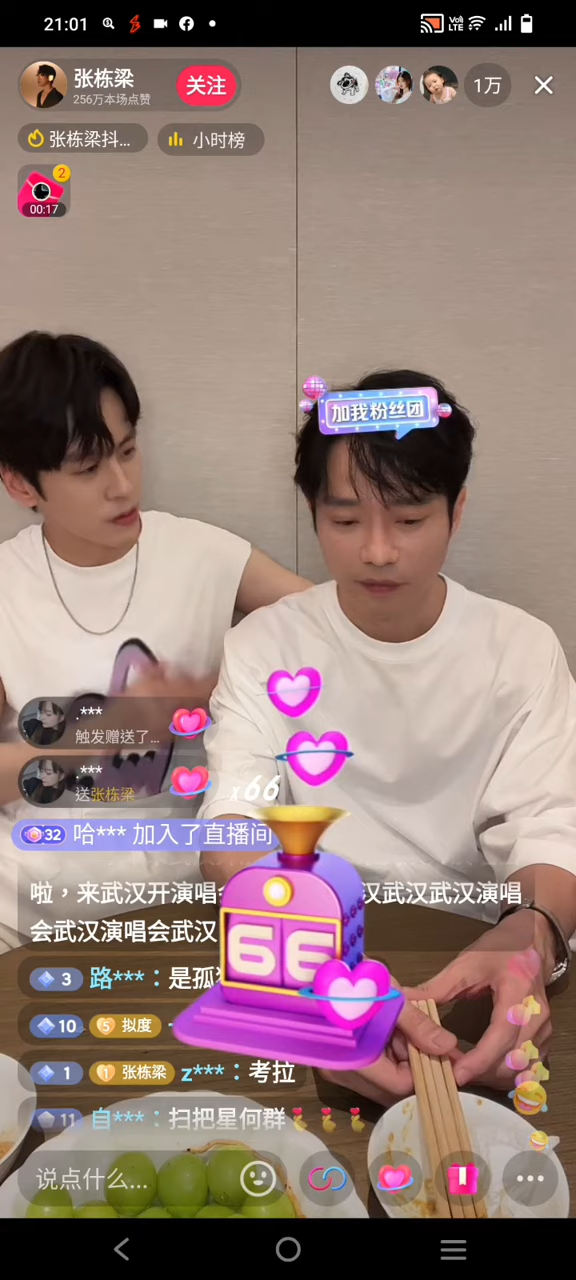 21:01
Voli
LTE
张栋梁
256万本场点赞
关注
1万
张栋梁抖...
小时榜
2
00:17
加我粉丝团
.***
触发赠送了...
.***
送张栋梁
x66
32 哈*** 加入了直播间
啦，来武汉开演唱会 汉武汉武汉演唱
会武汉演唱会武汉
66
3 路***：是孤
10 5 拟度
1 1 张栋梁 z***：考拉
11 自***：扫把星何群
说点什么...